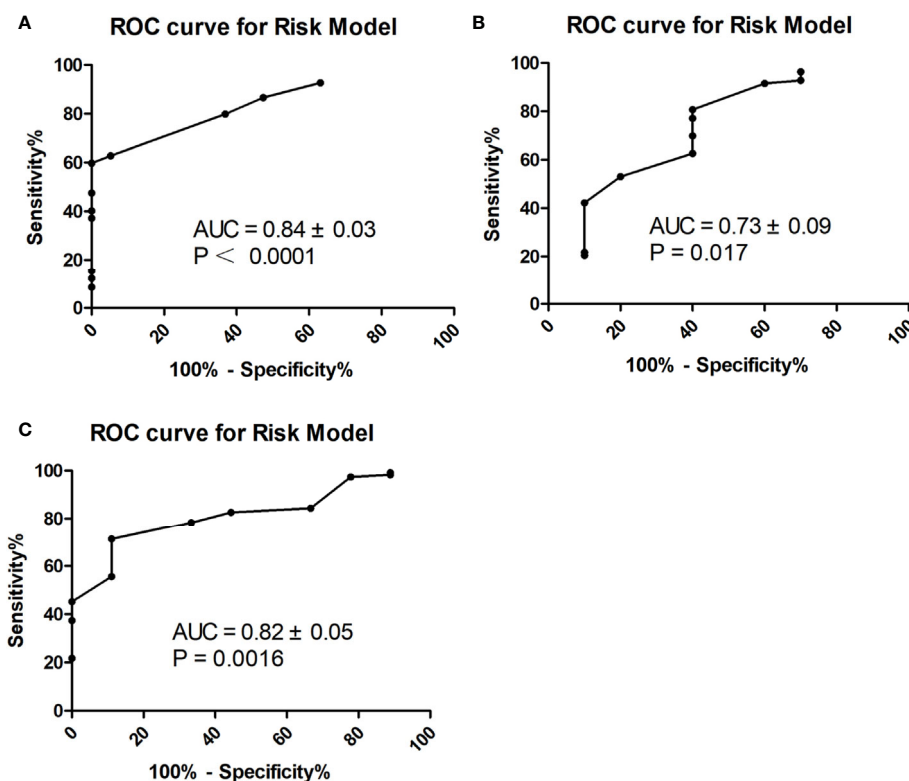 A
ROC curve for Risk Model
100
80
60
40
20
0
Sensitivity%
AUC = 0.84 ± 0.03
P < 0.0001
0 20 40 60 80 100
100% - Specificity%
B
ROC curve for Risk Model
100
80
60
40
20
0
Sensitivity%
AUC = 0.73 ± 0.09
P = 0.017
0 20 40 60 80 100
100% - Specificity%
C
ROC curve for Risk Model
100
80
60
40
20
0
Sensitivity%
AUC = 0.82 ± 0.05
P = 0.0016
0 20 40 60 80 100
100% - Specificity%